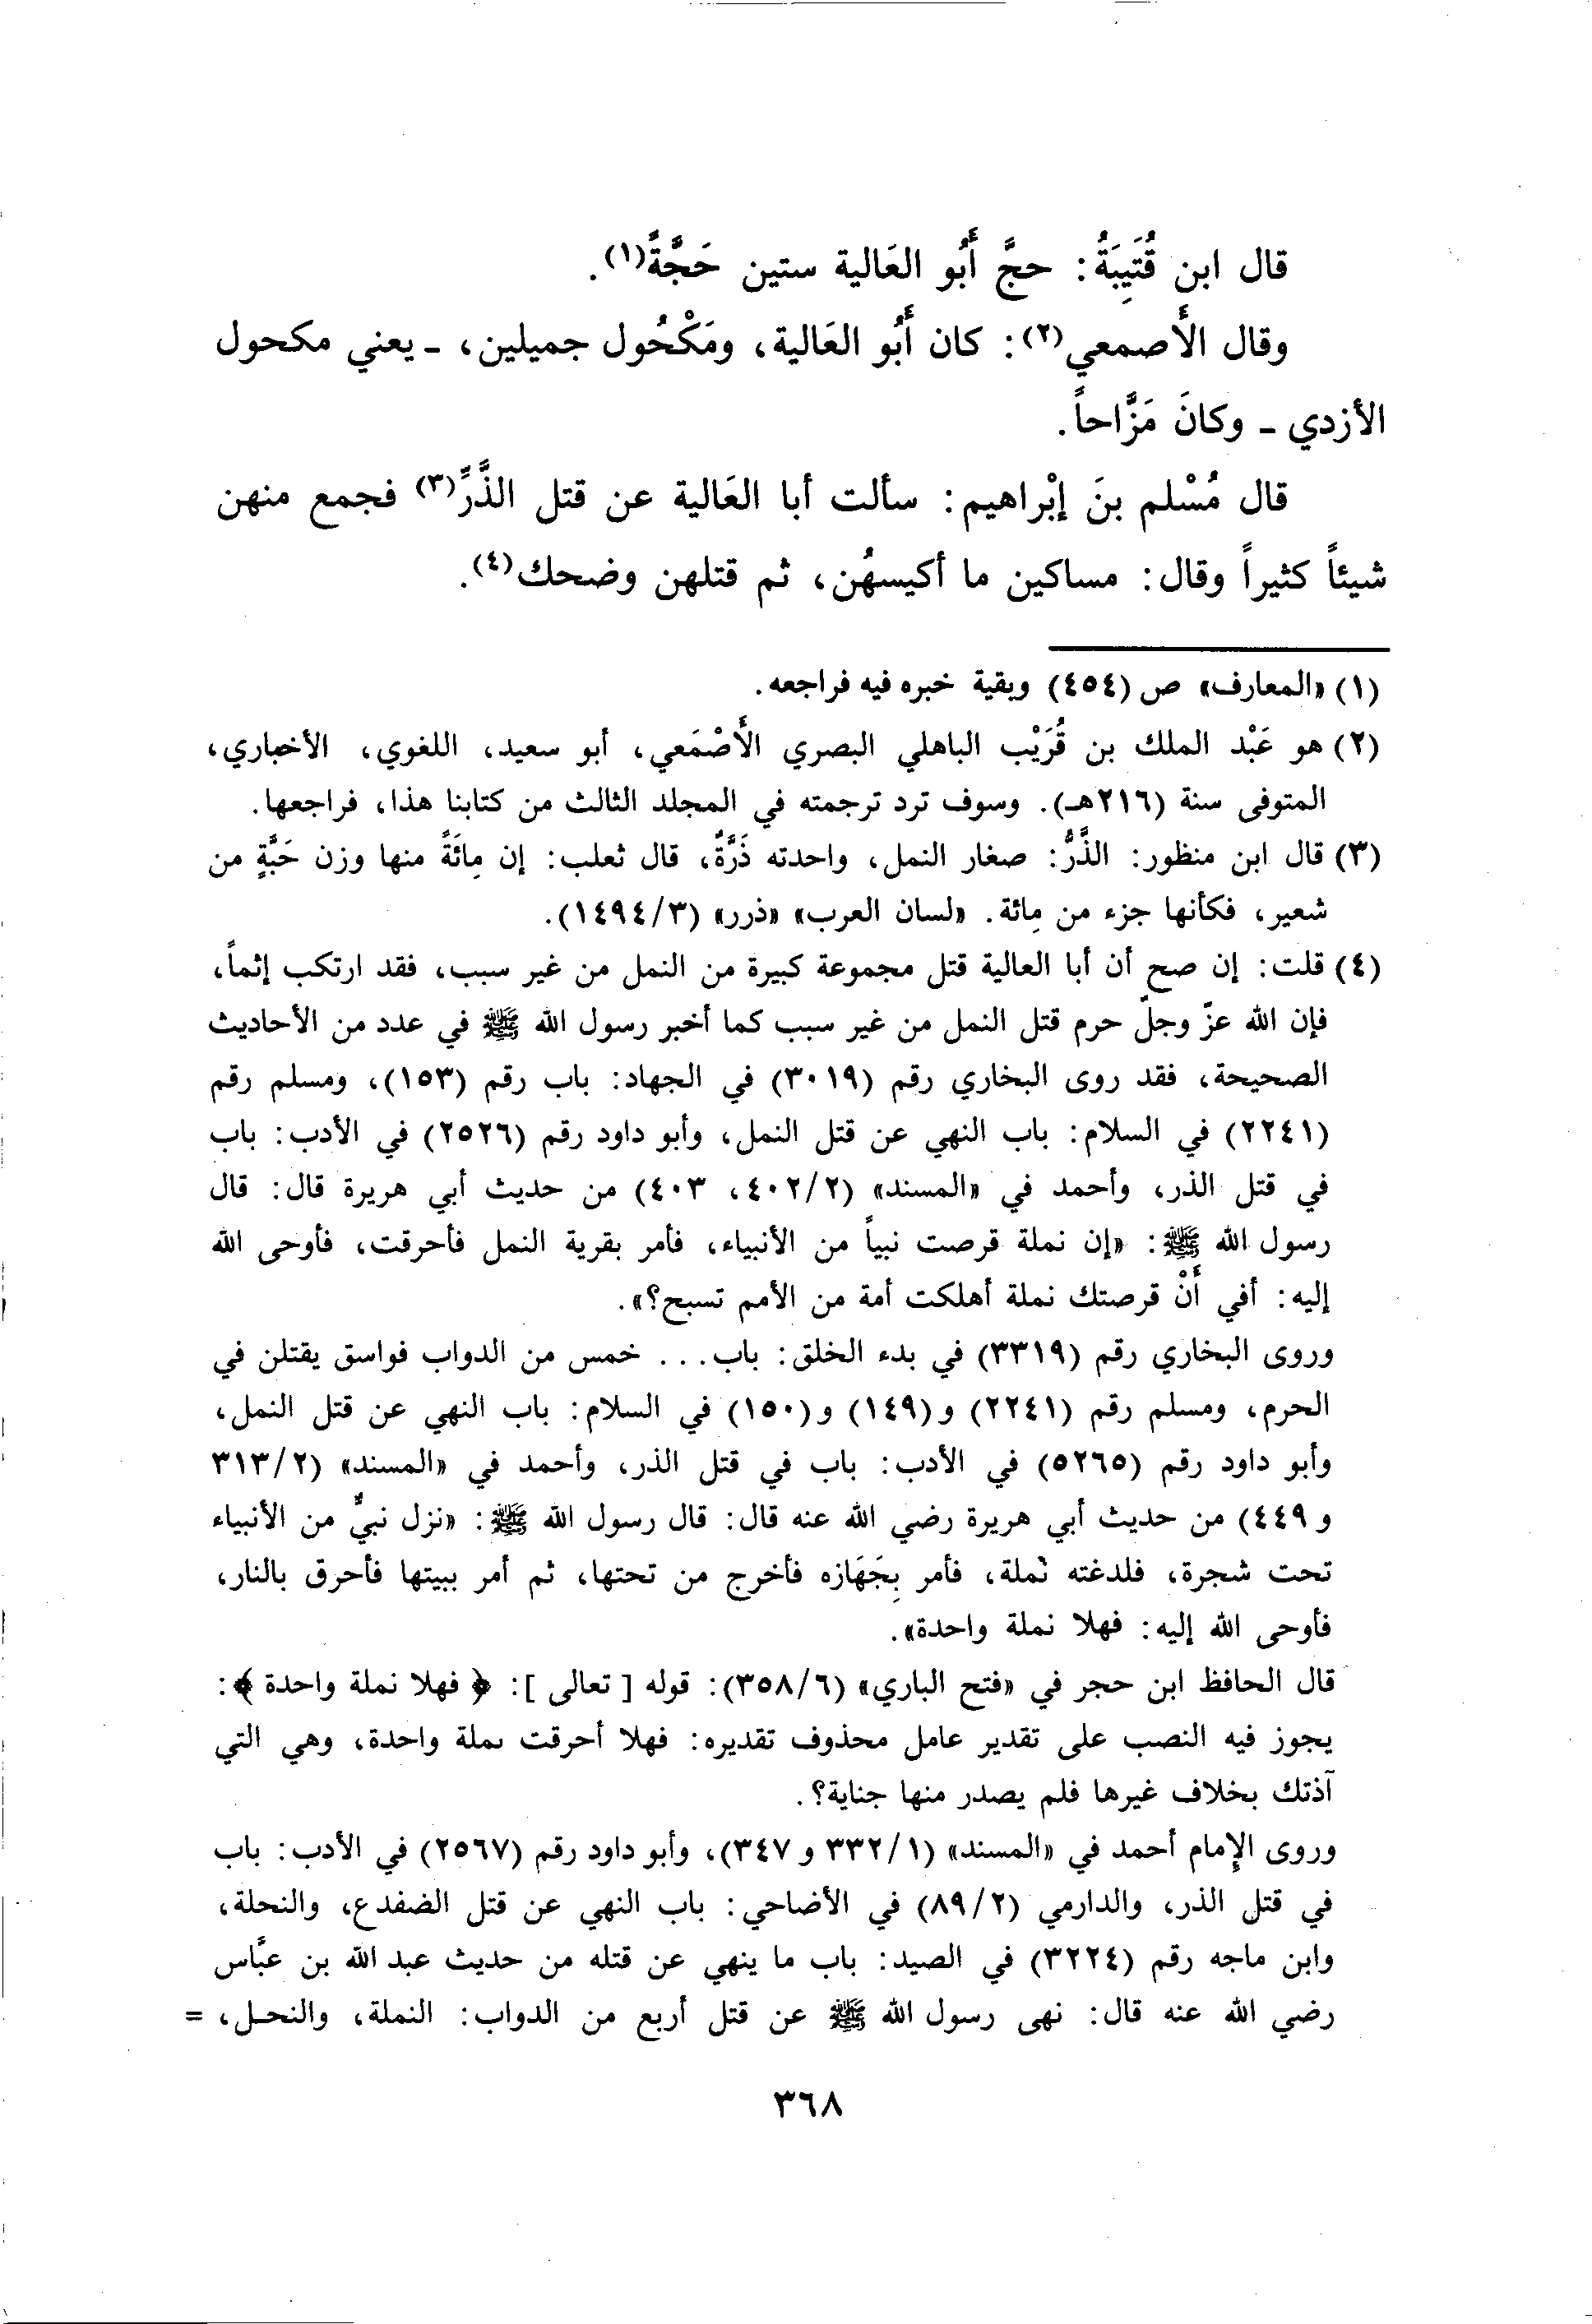 قال ابن قُتَيِبَةُ: حجَّ أَبُو العَالية ستين حَجَّةً(١).
وقال الأَصمعي(٢): كان أَبُو العَالية، ومَكْحُول جميلين، ـ يعني مكحول
الأزدي ـ وكانَ مَزَّاحاً.
قال مُسْلم بنَ إبْراهيم: سألت أبا العَالية عن قتل الذَّرِّ(٣) فجمع منهن
شيئاً كثيراً وقال: مساكين ما أكيسهُن، ثم قتلهن وضحك(٤).
(١) «المعارف» ص (٤٥٤) وبقية خبره فيه فراجعه.
(٢) هو عَبْد الملك بن قُرَيْب الباهلي البصري الأَصْمَعي، أبو سعيد، اللغوي، الأخباري،
المتوفى سنة (٢١٦هـ). وسوف ترد ترجمته في المجلد الثالث من كتابنا هذا، فراجعها.
(٣) قال ابن منظور: الذَّرُّ: صغار النمل، واحدته ذَرَّةٌ، قال ثعلب: إن مِائَةً منها وزن حَبَّةٍ من
شعير، فكأنها جزء من مِائة. «لسان العرب» «ذرر» (١٤٩٤/٣).
(٤) قلت: إن صح أن أبا العالية قتل مجموعة كبيرة من النمل من غير سبب، فقد ارتكب إثماً،
فإن الله عزّ وجلّ حرم قتل النمل من غير سبب كما أخبر رسول الله ﷺ في عدد من الأحاديث
الصحيحة، فقد روى البخاري رقم (٣٠١٩) في الجهاد: باب رقم (١٥٣)، ومسلم رقم
(٢٢٤١) في السلام: باب النهي عن قتل النمل، وأبو داود رقم (٢٥٢٦) في الأدب: باب
في قتل الذر، وأحمد في «المسند» (٤٠٢/٢، ٤٠٣) من حديث أبي هريرة قال: قال
رسول الله ﷺ: «إن نملة قرصت نبياً من الأنبياء، فأمر بقرية النمل فأحرقت، فأوحى الله
إليه: أفي أَنْ قرصتك نملة أهلكت أمة من الأمم تسبح؟».
وروى البخاري رقم (٣٣١٩) في بدء الخلق: باب... خمس من الدواب فواسق يقتلن في
الحرم، ومسلم رقم (٢٢٤١) و(١٤٩) و(١٥٠) في السلام: باب النهي عن قتل النمل،
وأبو داود رقم (٥٢٦٥) في الأدب: باب في قتل الذر، وأحمد في «المسند» (٣١٣/٢
و ٤٤٩) من حديث أبي هريرة رضي الله عنه قال: قال رسول الله ﷺ: «نزل نبيٌّ من الأنبياء
تحت شجرة، فلدغته نملة، فأمر بِجَهَازه فأخرج من تحتها، ثم أمر ببيتها فأحرق بالنار،
فأوحى الله إليه: فهلا نملة واحدة».
قال الحافظ ابن حجر في «فتح الباري» (٣٥٨/٦): قوله [ تعالى ]: ﴿ فهلا نملة واحدة ﴾:
يجوز فيه النصب على تقدير عامل محذوف تقديره: فهلا أحرقت نملة واحدة، وهي التي
آذتك بخلاف غيرها فلم يصدر منها جناية؟.
وروى الإمام أحمد في «المسند» (٣٣٢/١ و ٣٤٧)، وأبو داود رقم (٢٥٦٧) في الأدب: باب
في قتل الذر، والدارمي (٨٩/٢) في الأضاحي: باب النهي عن قتل الضفدع، والنحلة،
وابن ماجه رقم (٣٢٢٤) في الصيد: باب ما ينهي عن قتله من حديث عبد الله بن عبَّاس
رضي الله عنه قال: نهى رسول الله ﷺ عن قتل أربع من الدواب: النملة، والنحـل، =
٣٦٨